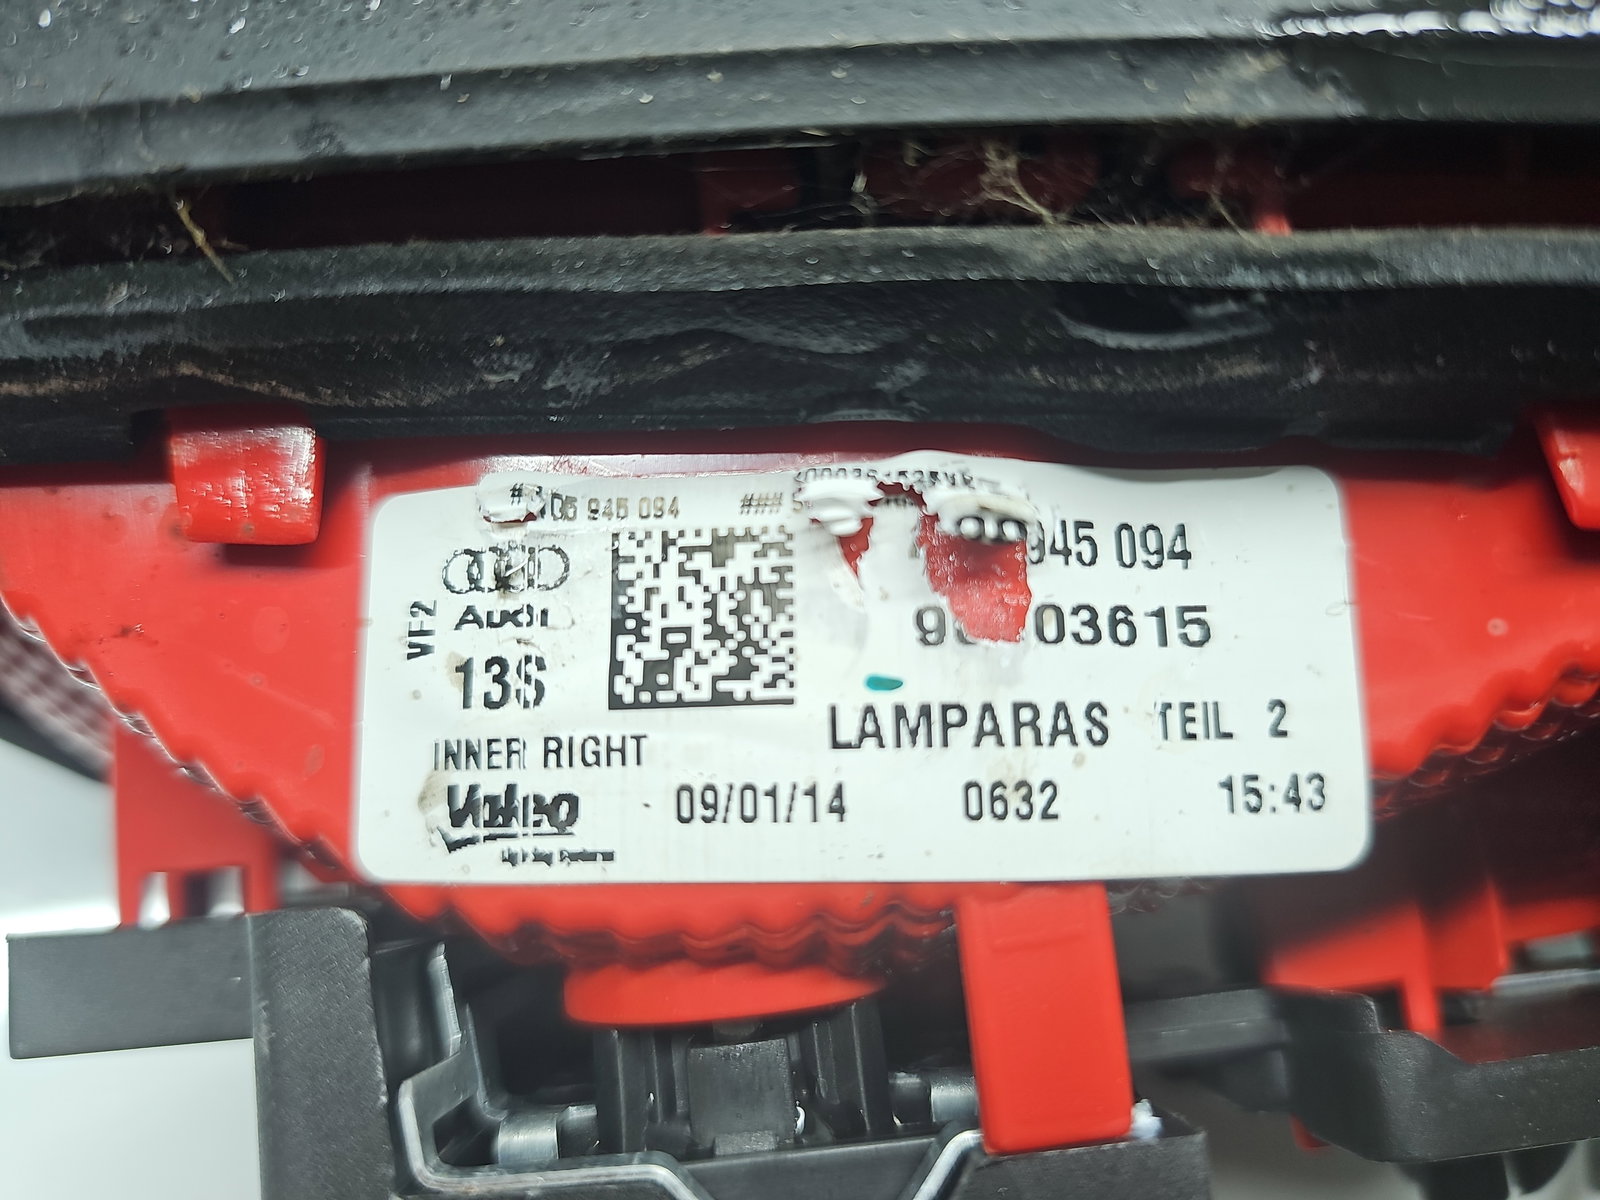 945 094 ###
945 094
Audi
VF2
03615
13S
LAMPARAS TEIL 2
INNER RIGHT
Valeo 09/01/14 0632 15:43